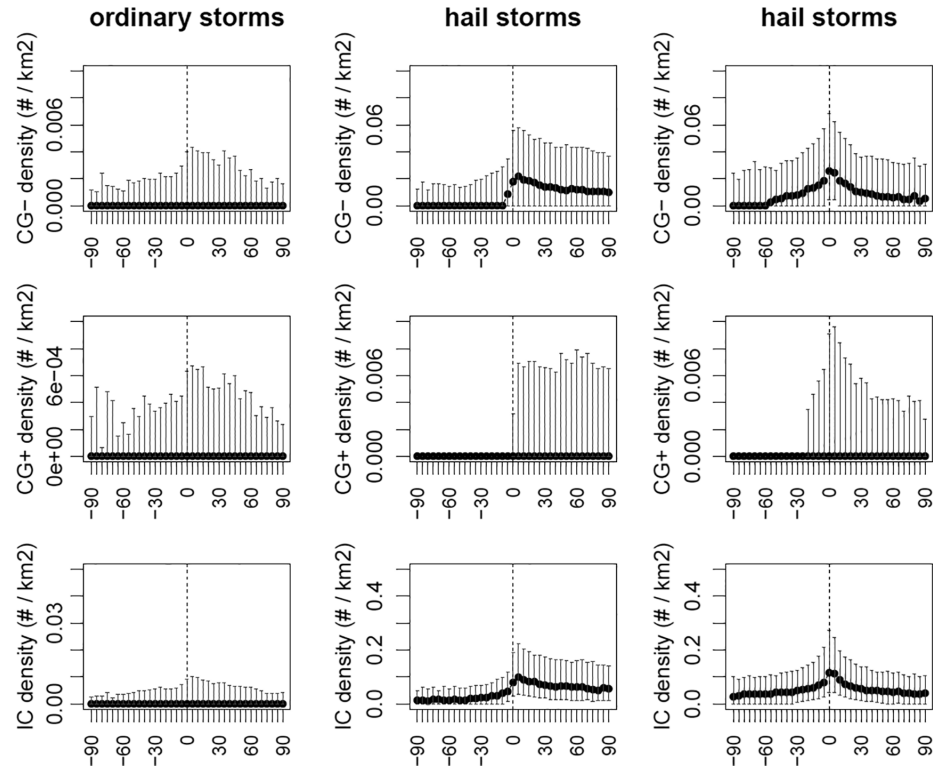 ordinary storms
hail storms
hail storms
CG− density (# / km2)
0.000 0.006
−90 −60 −30 0 30 60 90
CG− density (# / km2)
0.00 0.06
−90 −60 −30 0 30 60 90
CG− density (# / km2)
0.00 0.06
−90 −60 −30 0 30 60 90
CG+ density (# / km2)
0e+00 6e−04
−90 −60 −30 0 30 60 90
CG+ density (# / km2)
0.000 0.006
−90 −60 −30 0 30 60 90
CG+ density (# / km2)
0.000 0.006
−90 −60 −30 0 30 60 90
IC density (# / km2)
0.00 0.03
−90 −60 −30 0 30 60 90
IC density (# / km2)
0.0 0.2 0.4
−90 −60 −30 0 30 60 90
IC density (# / km2)
0.0 0.2 0.4
−90 −60 −30 0 30 60 90